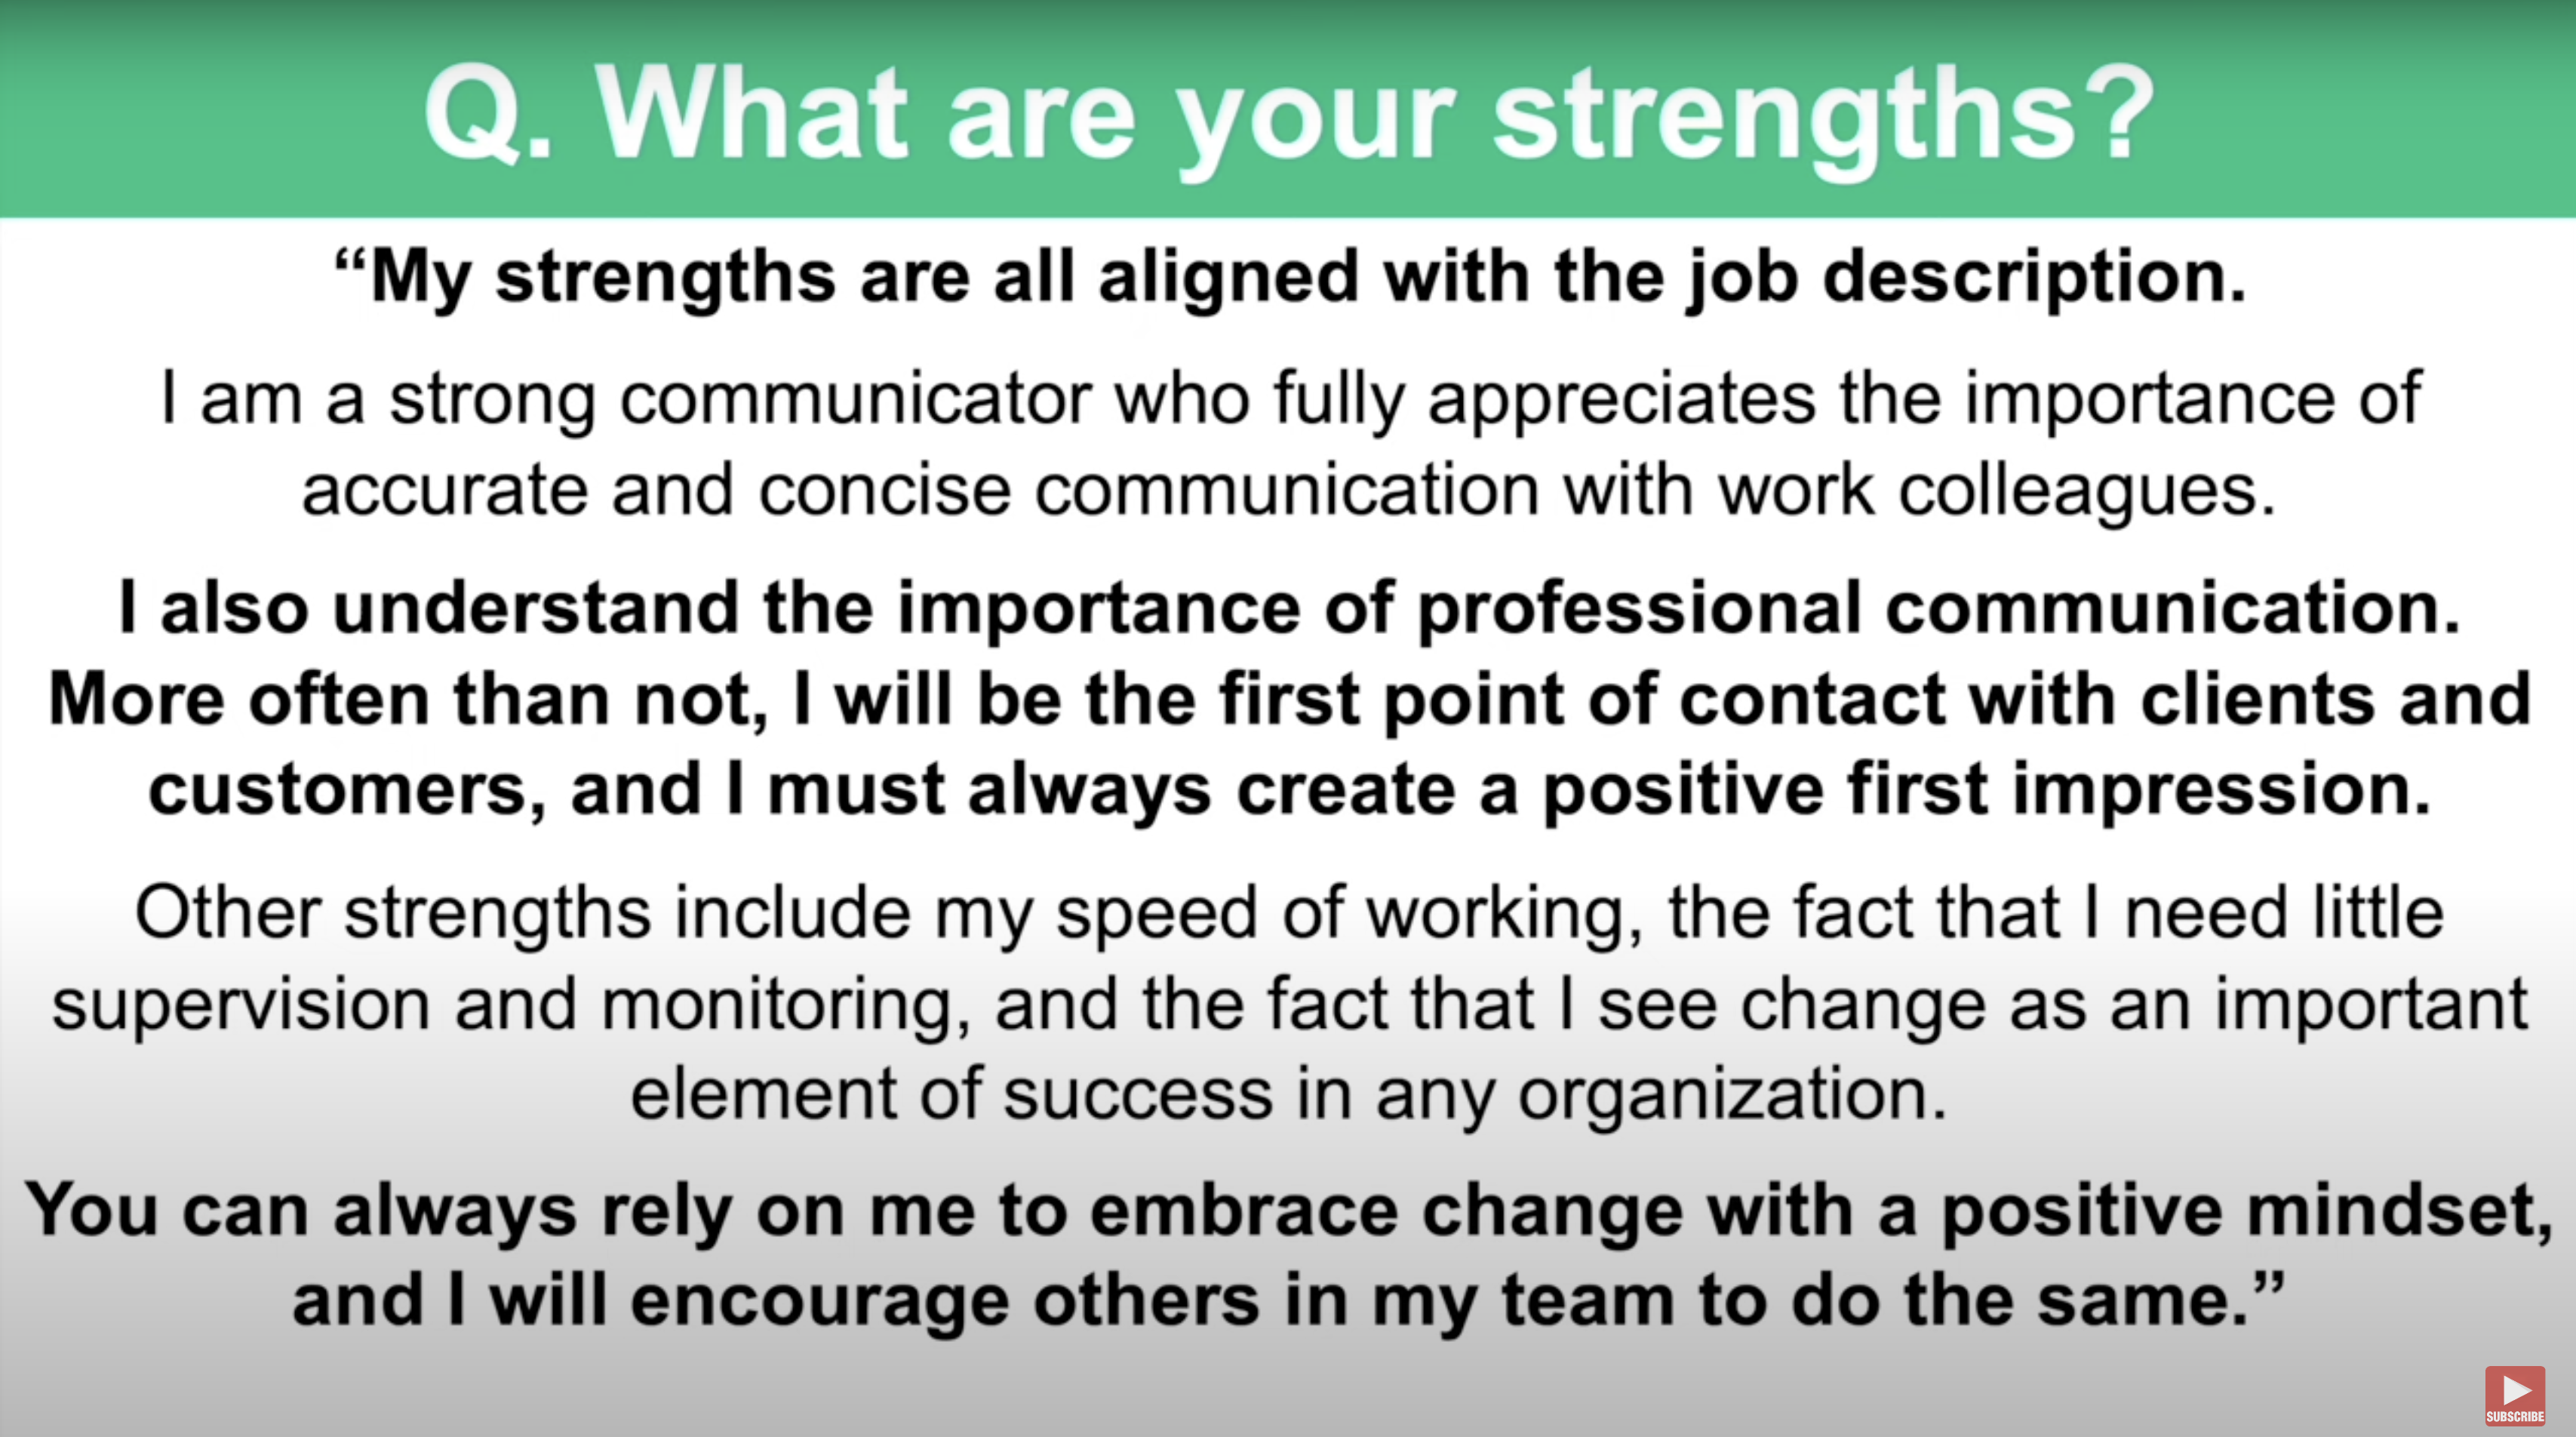 Q. What are your strengths?
“My strengths are all aligned with the job description.
I am a strong communicator who fully appreciates the importance of
accurate and concise communication with work colleagues.
I also understand the importance of professional communication.
More often than not, I will be the first point of contact with clients and
customers, and I must always create a positive first impression.
Other strengths include my speed of working, the fact that I need little
supervision and monitoring, and the fact that I see change as an important
element of success in any organization.
You can always rely on me to embrace change with a positive mindset,
and I will encourage others in my team to do the same.”
SUBSCRIBE